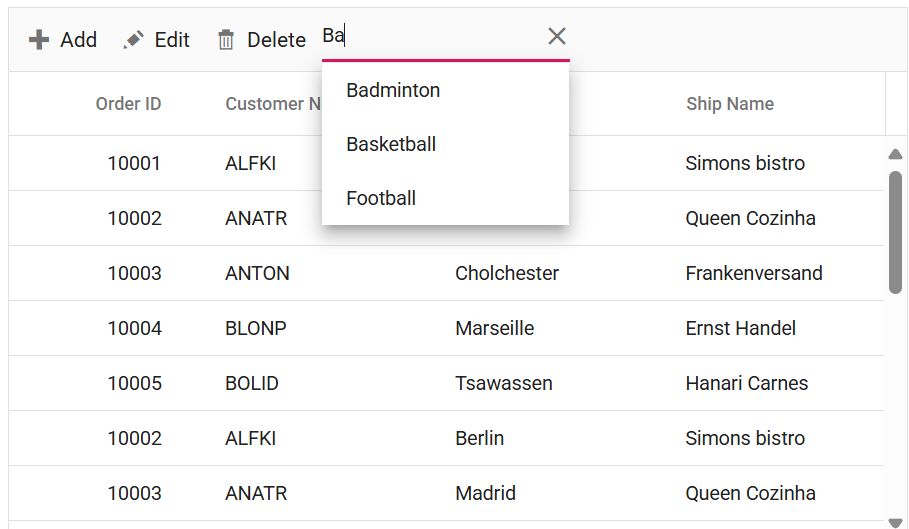 Add Edit Delete Ba
Badminton
Basketball
Football
Order ID Customer N Ship Name
10001 ALFKI Simons bistro
10002 ANATR Queen Cozinha
10003 ANTON Cholchester Frankenversand
10004 BLONP Marseille Ernst Handel
10005 BOLID Tsawassen Hanari Carnes
10002 ALFKI Berlin Simons bistro
10003 ANATR Madrid Queen Cozinha